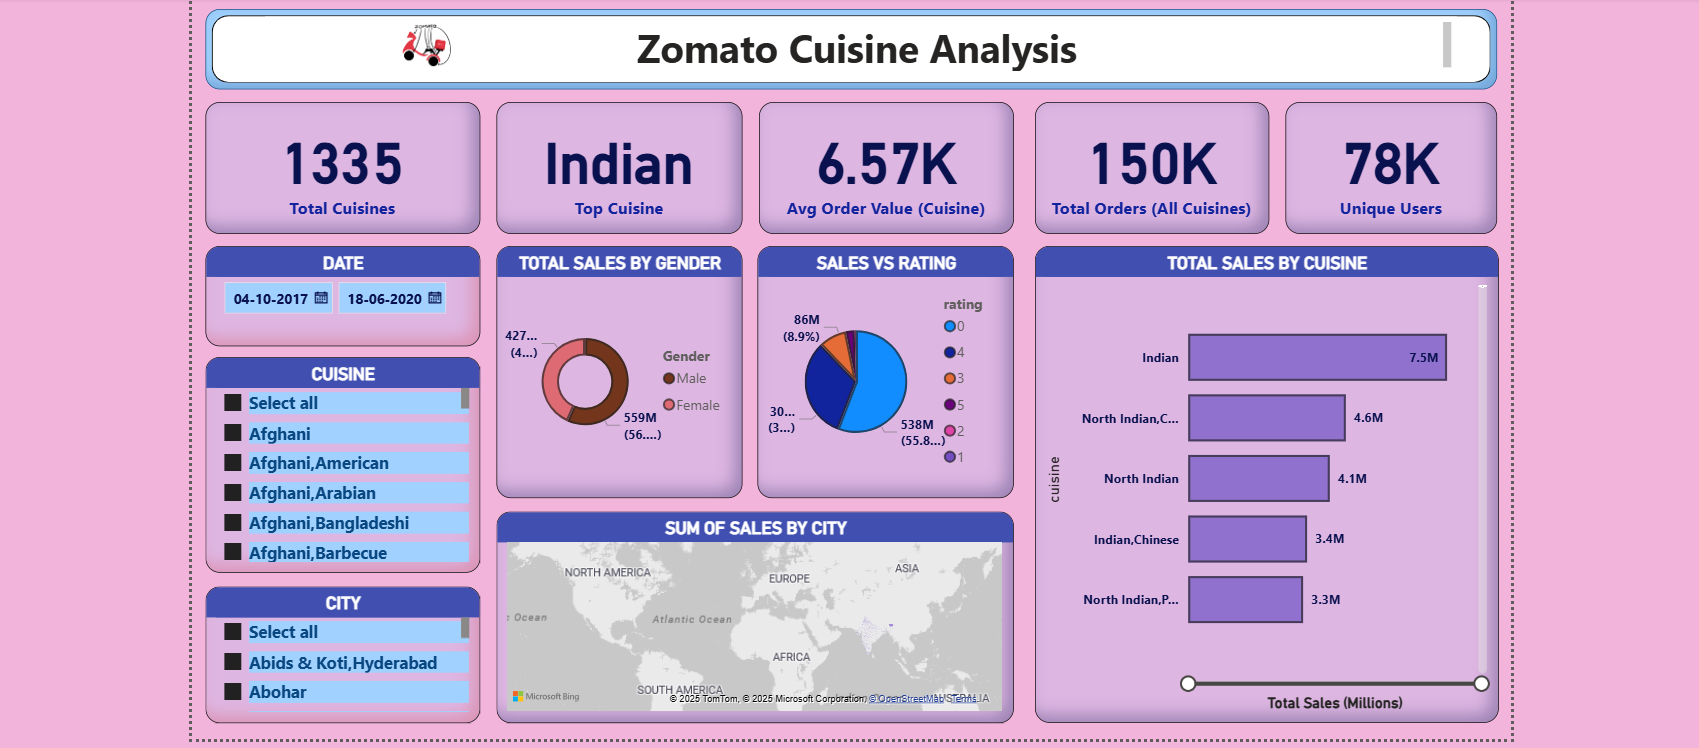 zomato
Zomato Cuisine Analysis
1335
Total Cuisines
Indian
Top Cuisine
6.57K
Avg Order Value (Cuisine)
150K
Total Orders (All Cuisines)
78K
Unique Users
DATE
04-10-2017
18-06-2020
CUISINE
Select all
Afghani
Afghani,American
Afghani,Arabian
Afghani,Bangladeshi
Afghani,Barbecue
CITY
Select all
Abids & Koti,Hyderabad
Abohar
TOTAL SALES BY GENDER
427...
(4...)
559M
(56....)
Gender
Male
Female
SALES VS RATING
86M
(8.9%)
30...
(3...)
538M
(55.8...)
rating
0
4
3
5
2
1
SUM OF SALES BY CITY
NORTH AMERICA
EUROPE
ASIA
c Ocean
Atlantic Ocean
AFRICA
SOUTH AMERICA
AUSTRALIA
Microsoft Bing
© 2025 TomTom, © 2025 Microsoft Corporation, © OpenStreetMap Terms
TOTAL SALES BY CUISINE
cuisine
Indian
7.5M
North Indian,C...
4.6M
North Indian
4.1M
Indian,Chinese
3.4M
North Indian,P...
3.3M
Total Sales (Millions)